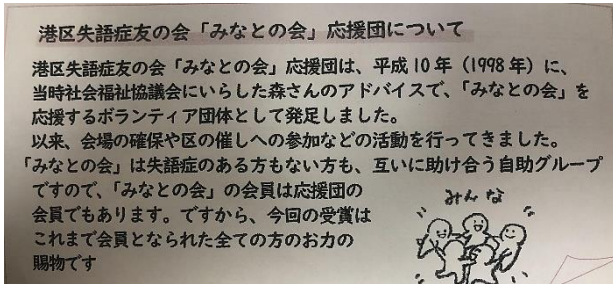 港区失語症友の会「みなとの会」応援団について
港区失語症友の会「みなとの会」応援団は、平成10年（1998年）に、
当時社会福祉協議会にいらした森さんのアドバイスで、「みなとの会」を
応援するボランティア団体として発足しました。
以来、会場の確保や区の催しへの参加などの活動を行ってきました。
「みなとの会」は失語症のある方もない方も、互いに助け合う自助グループ
ですので、「みなとの会」の会員は応援団の
会員でもあります。ですから、今回の受賞は
これまで会員となられた全ての方のお力の
賜物です
みんな